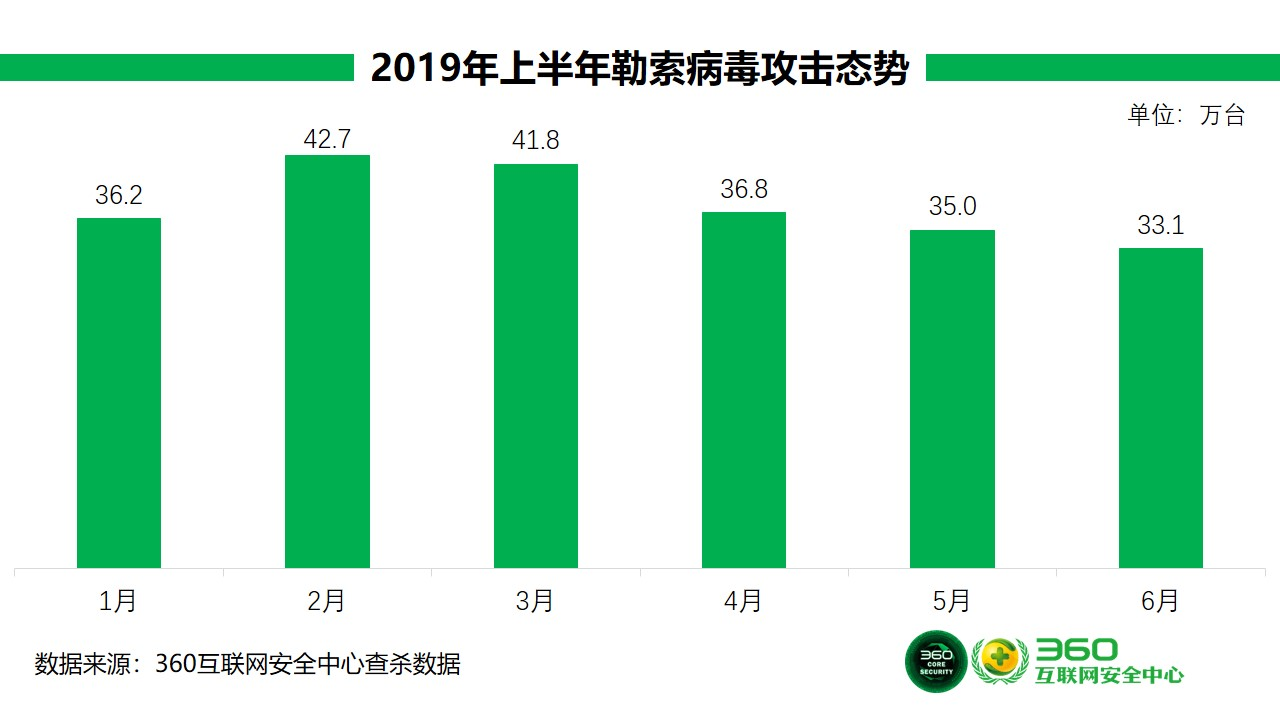 2019年上半年勒索病毒攻击态势
单位：万台
36.2
42.7
41.8
36.8
35.0
33.1
1月
2月
3月
4月
5月
6月
数据来源：360互联网安全中心查杀数据
360
CORE
SECURITY
360
互联网安全中心